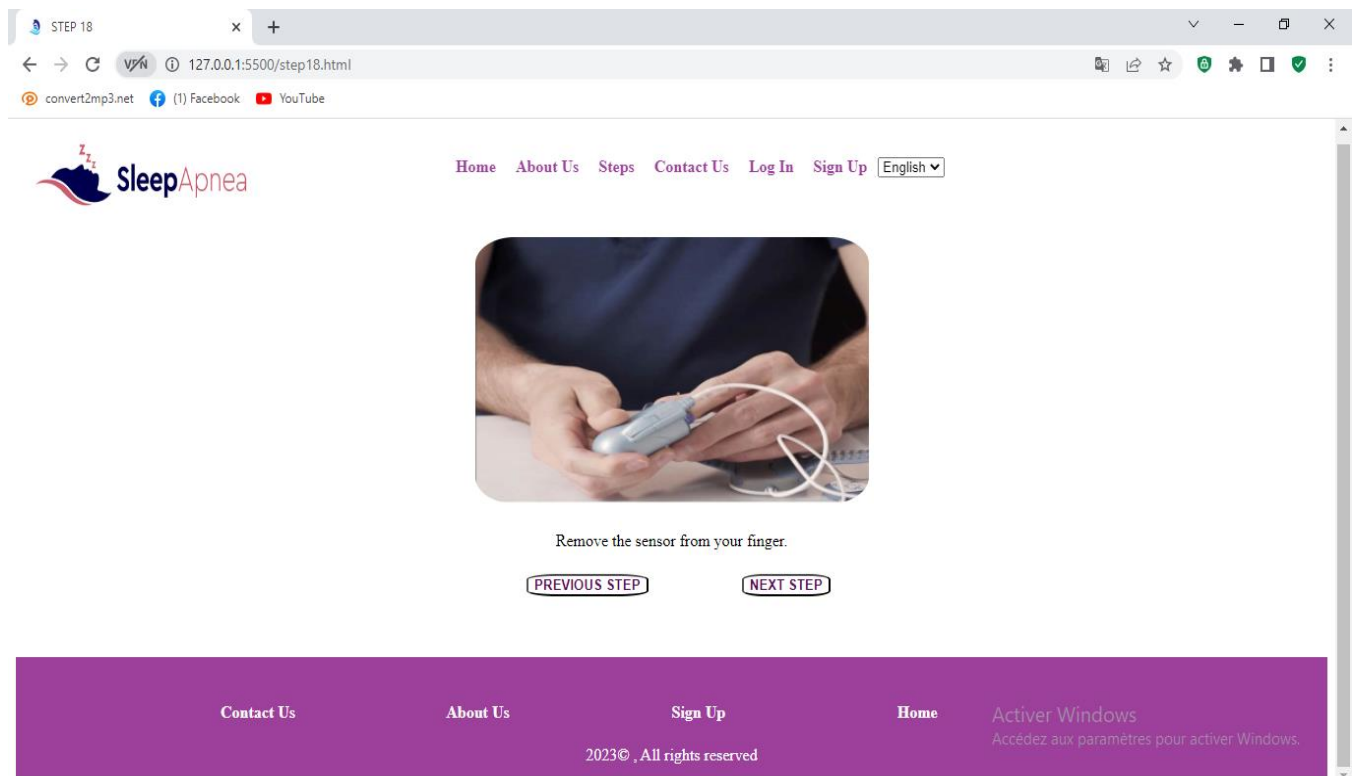 STEP 18
VPN 127.0.0.1:5500/step18.html
convert2mp3.net (1) Facebook YouTube
z z z
SleepApnea
Home About Us Steps Contact Us Log In Sign Up English
Remove the sensor from your finger.
PREVIOUS STEP NEXT STEP
Contact Us About Us Sign Up Home
Activer Windows
Accédez aux paramètres pour activer Windows.
2023© , All rights reserved